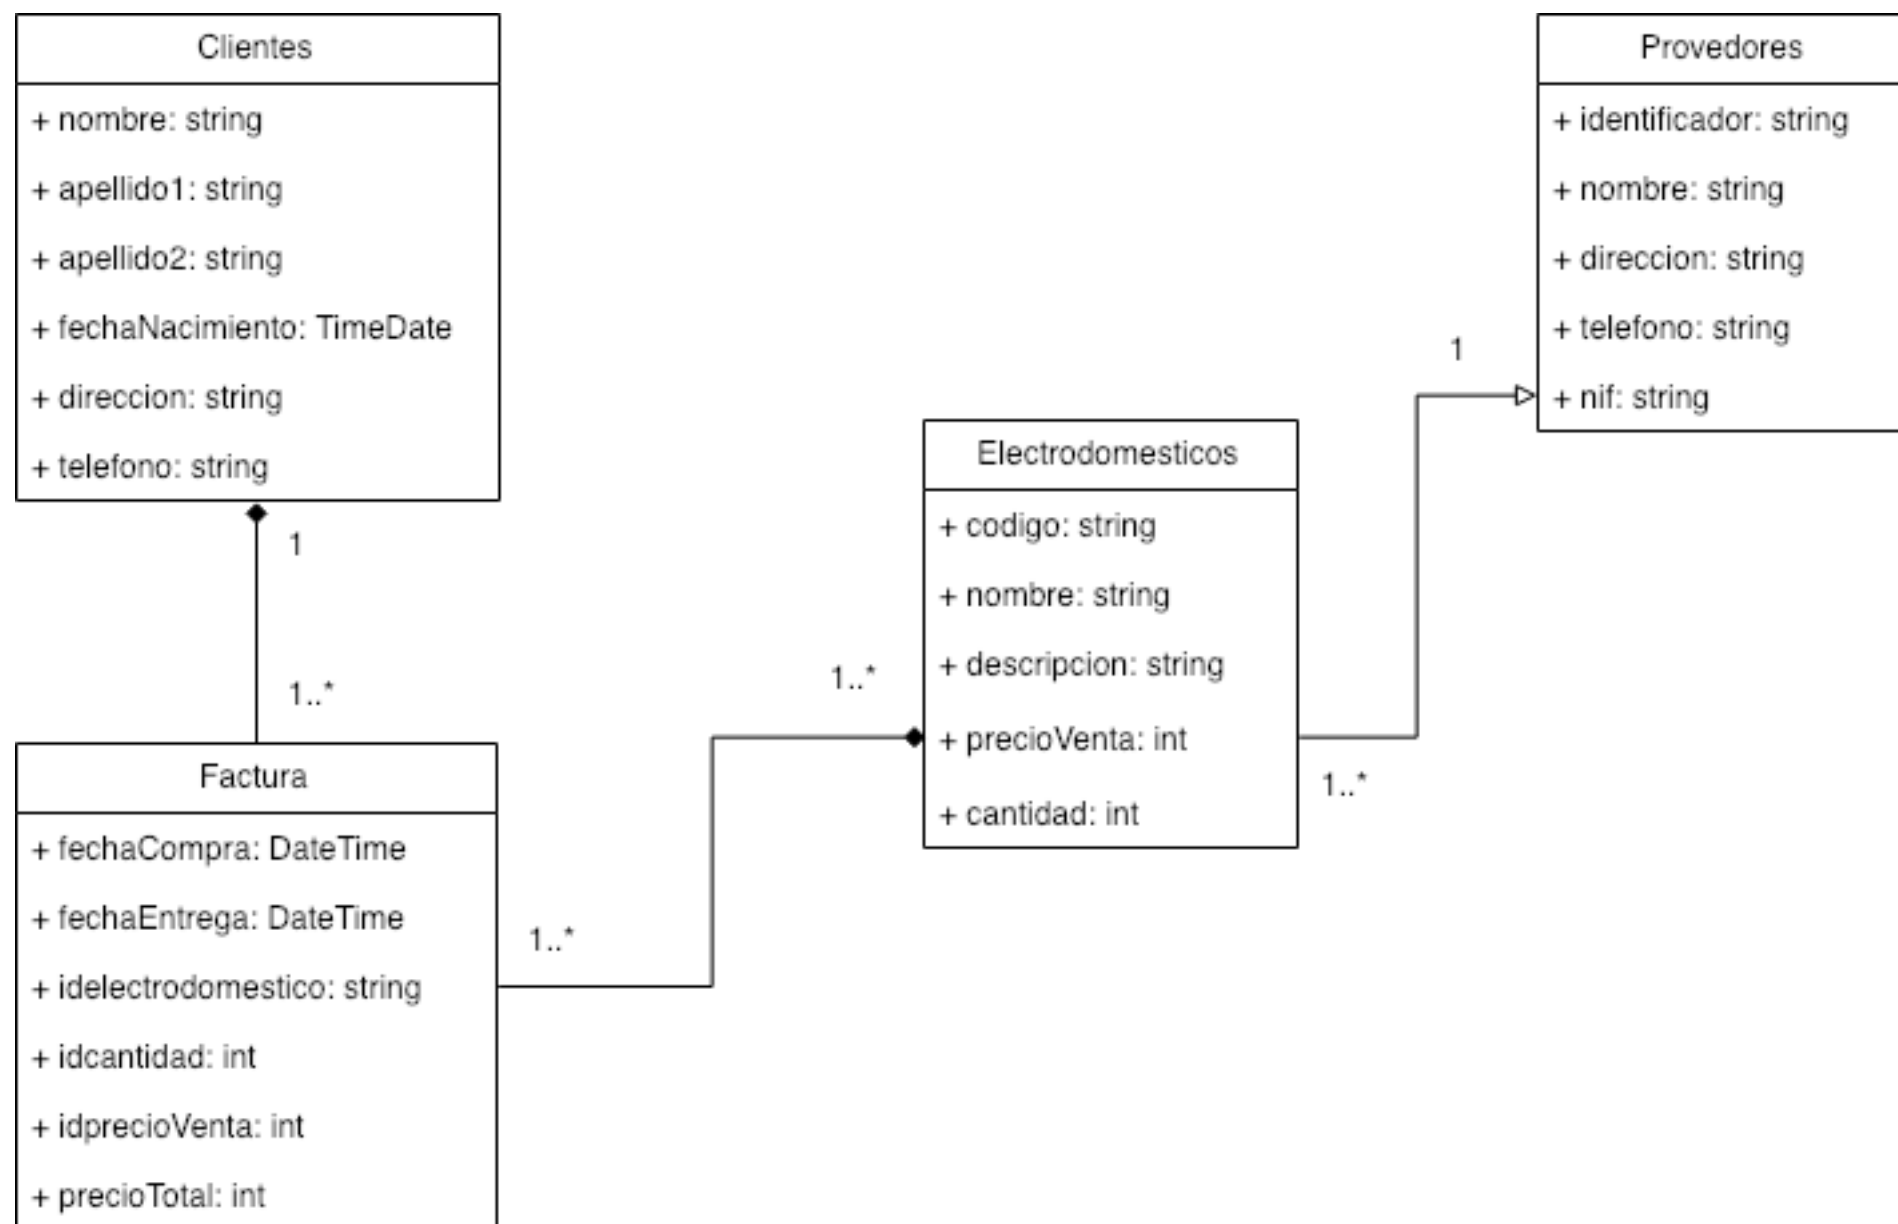 Clientes
+ nombre: string
+ apellido1: string
+ apellido2: string
+ fechaNacimiento: TimeDate
+ direccion: string
+ telefono: string
1
1..*
Factura
+ fechaCompra: DateTime
+ fechaEntrega: DateTime
+ idelectrodomestico: string
+ idcantidad: int
+ idprecioVenta: int
+ precioTotal: int
1..*
1..*
Electrodomesticos
+ codigo: string
+ nombre: string
+ descripcion: string
+ precioVenta: int
+ cantidad: int
1..*
1
Provedores
+ identificador: string
+ nombre: string
+ direccion: string
+ telefono: string
+ nif: string